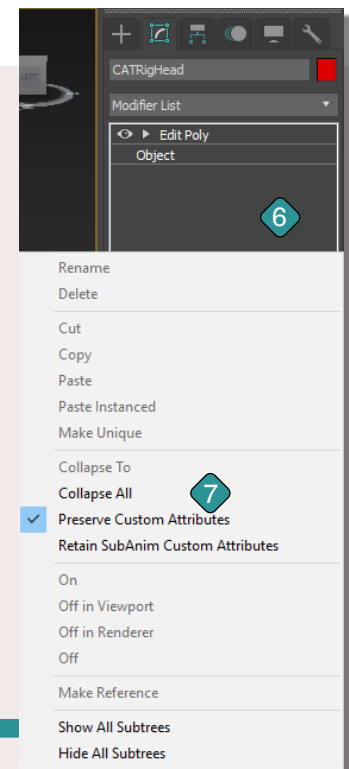 LEFT
CATRigHead
Modifier List
Edit Poly
Object
6
Rename
Delete
Cut
Copy
Paste
Paste Instanced
Make Unique
Collapse To
Collapse All
7
Preserve Custom Attributes
Retain SubAnim Custom Attributes
On
Off in Viewport
Off in Renderer
Off
Make Reference
Show All Subtrees
Hide All Subtrees